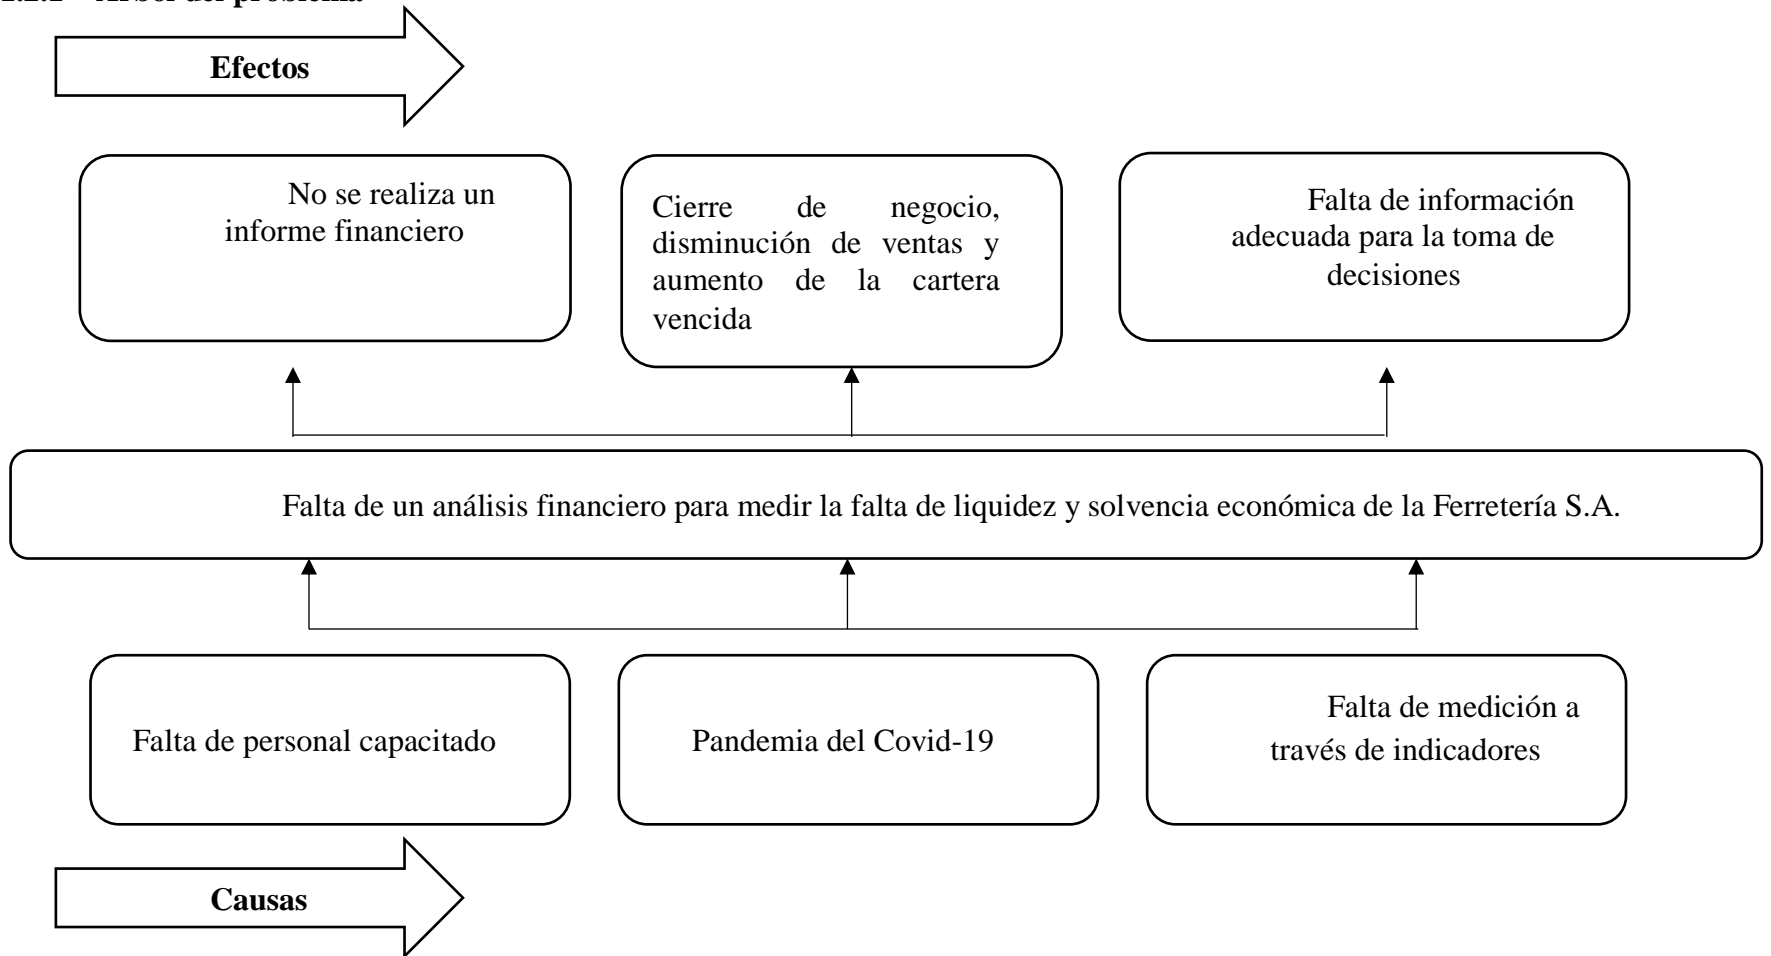 Árbol del problema
Efectos
No se realiza un
informe financiero
Cierre de negocio,
disminución de ventas y
aumento de la cartera
vencida
Falta de información
adecuada para la toma de
decisiones
Falta de un análisis financiero para medir la falta de liquidez y solvencia económica de la Ferretería S.A.
Falta de personal capacitado
Pandemia del Covid-19
Falta de medición a
través de indicadores
Causas